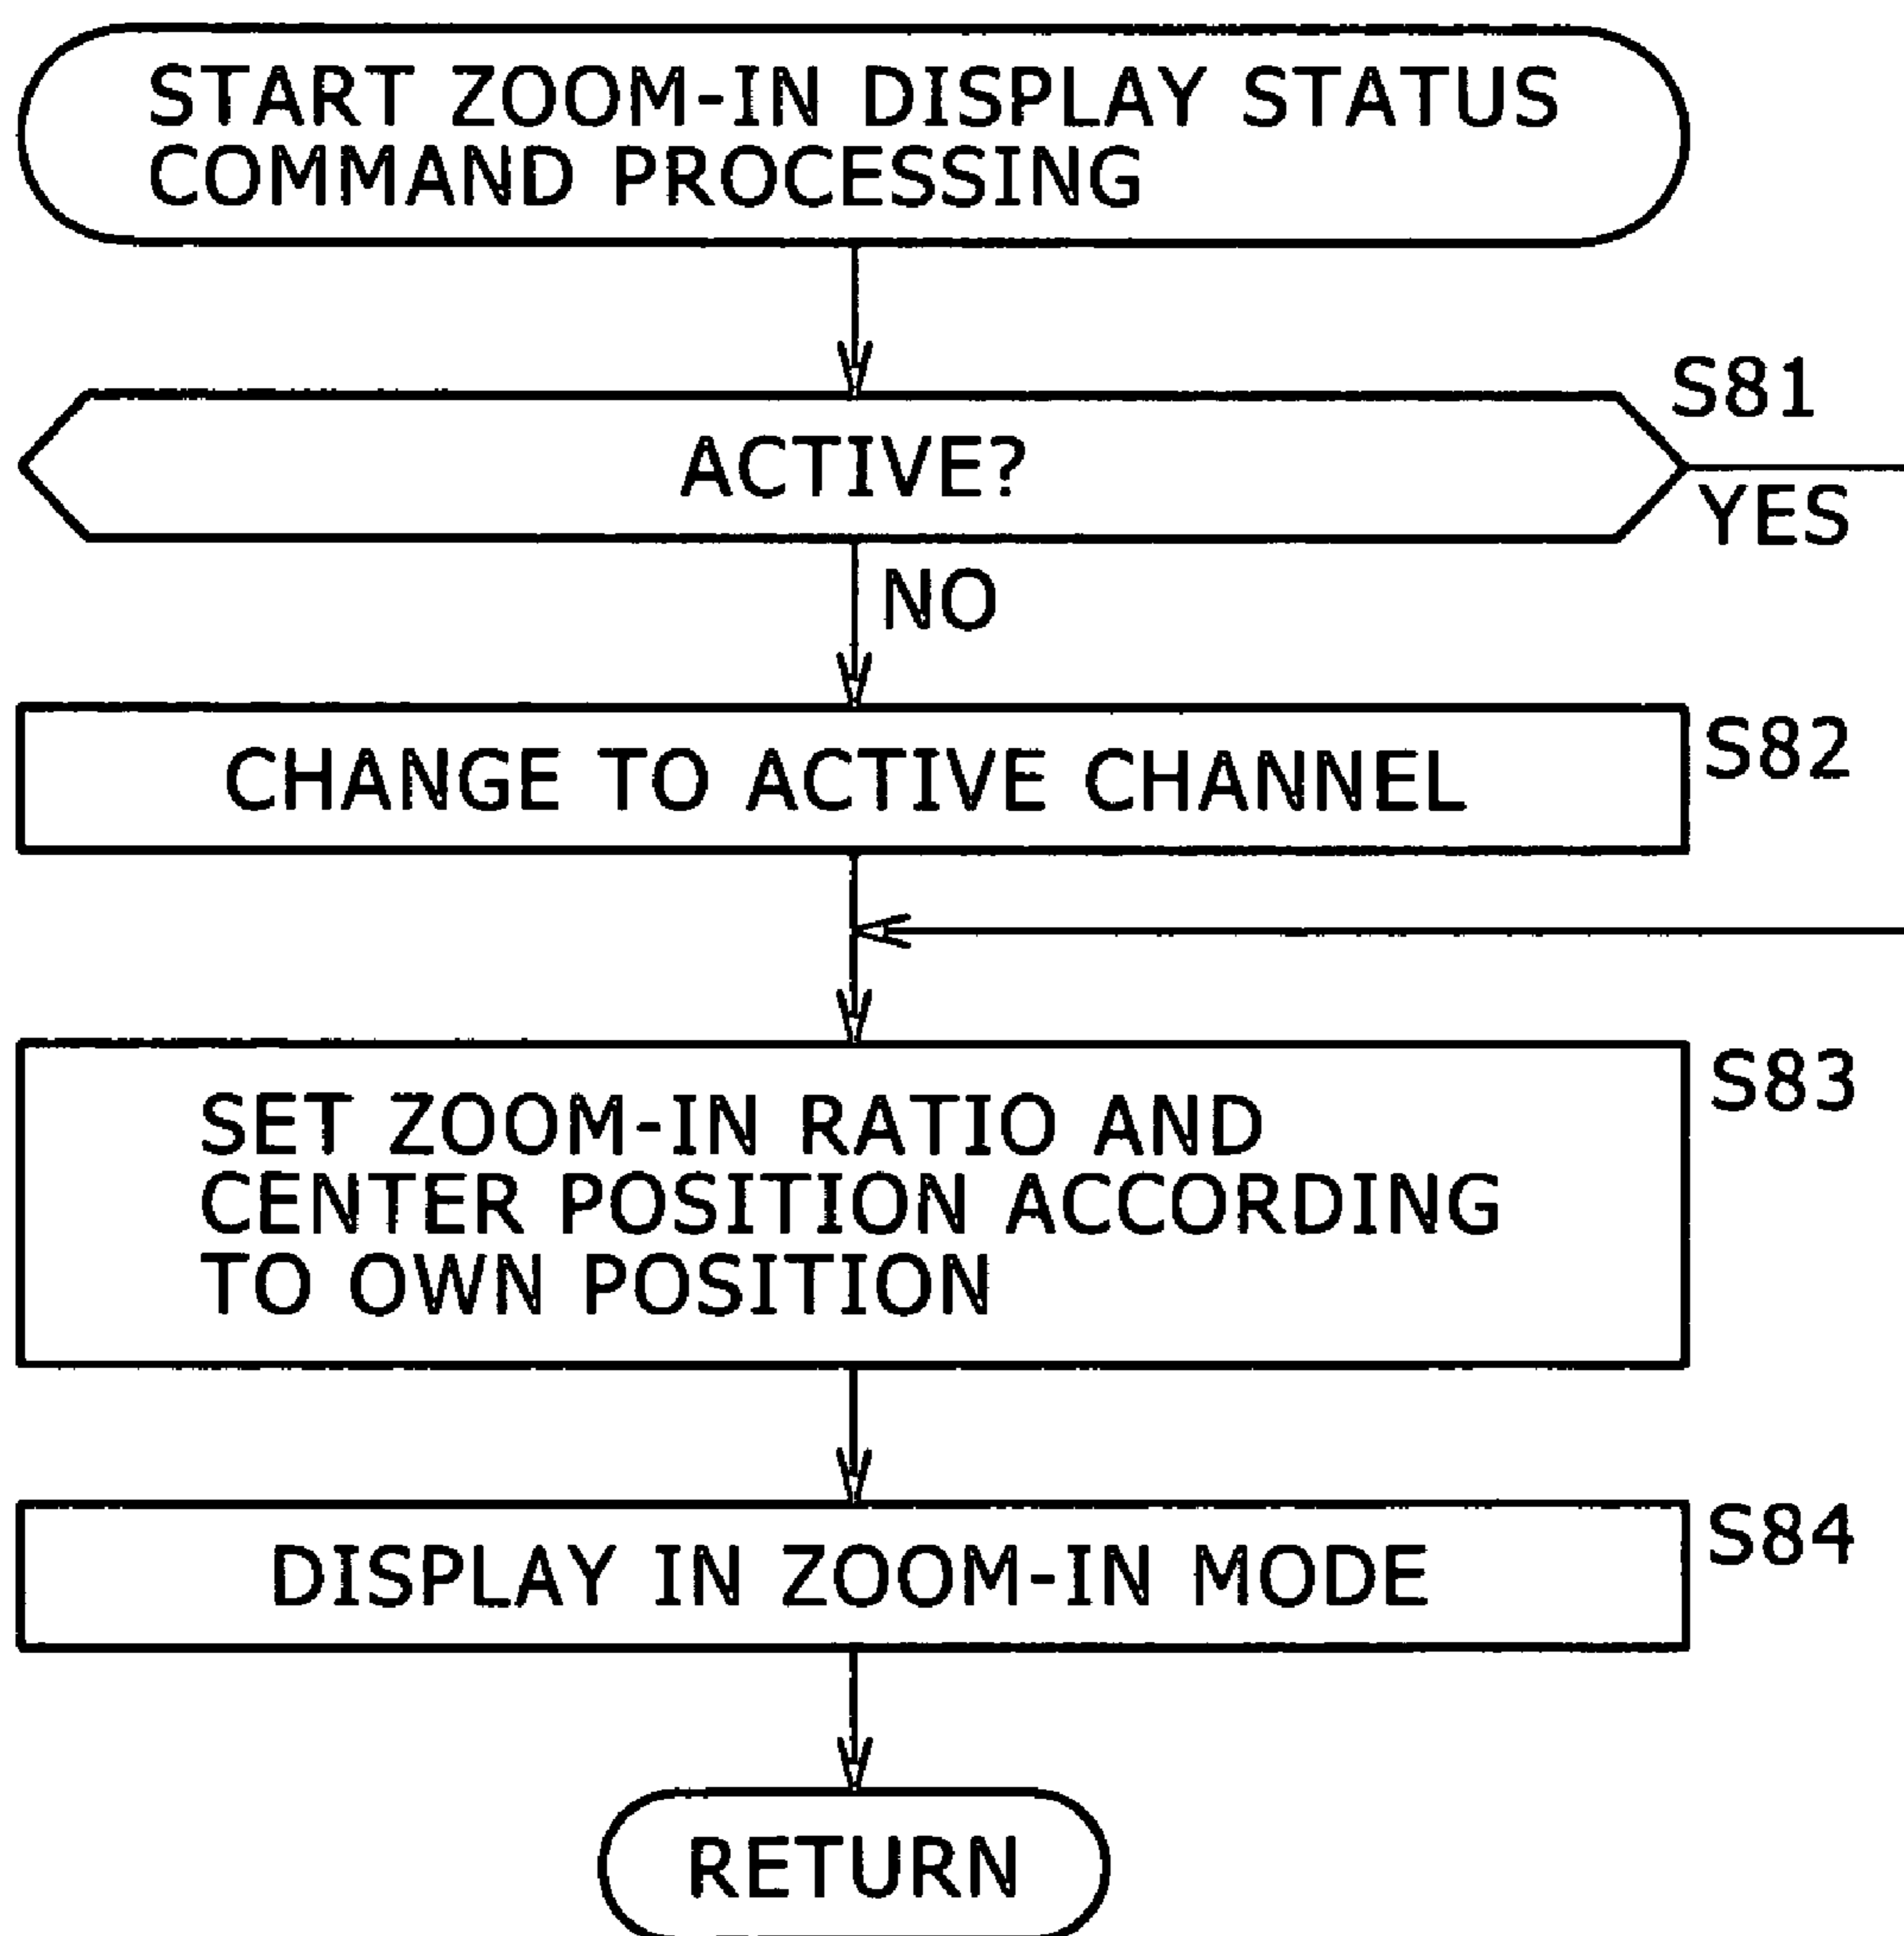 START ZOOM-IN DISPLAY STATUS
COMMAND PROCESSING
S81
ACTIVE?
YES
NO
S82
CHANGE TO ACTIVE CHANNEL
S83
SET ZOOM-IN RATIO AND
CENTER POSITION ACCORDING
TO OWN POSITION
S84
DISPLAY IN ZOOM-IN MODE
RETURN